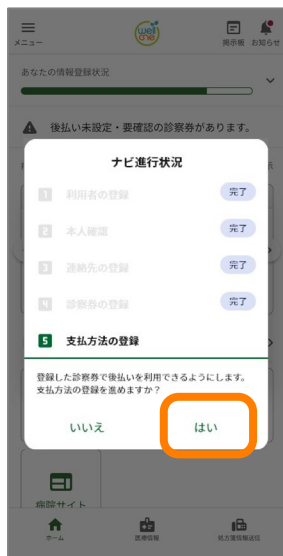 メニュー
well one
掲示板
お知らせ
あなたの情報登録状況
後払い未設定・要確認の診察券があります。
ナビ進行状況
1 利用者の登録 完了
2 本人確認 完了
3 連絡先の登録 完了
4 診察券の登録 完了
5 支払方法の登録
登録した診察券で後払いを利用できるようにします。
支払方法の登録を進めますか？
いいえ はい
病院サイト
ホーム 医療情報 処方箋情報送信